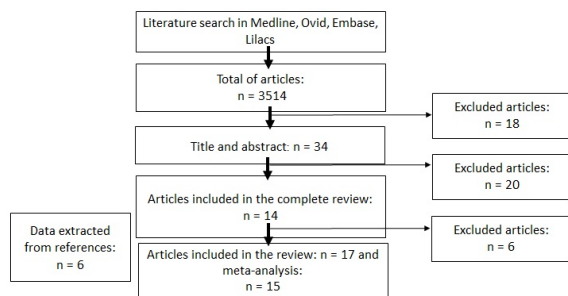 Literature search in Medline, Ovid, Embase,
Lilacs
Total of articles:
n = 3514
Excluded articles:
n = 18
Title and abstract: n = 34
Excluded articles:
n = 20
Articles included in the complete review:
n = 14
Data extracted
from references:
n = 6
Excluded articles:
n = 6
Articles included in the review: n = 17 and
meta-analysis:
n = 15